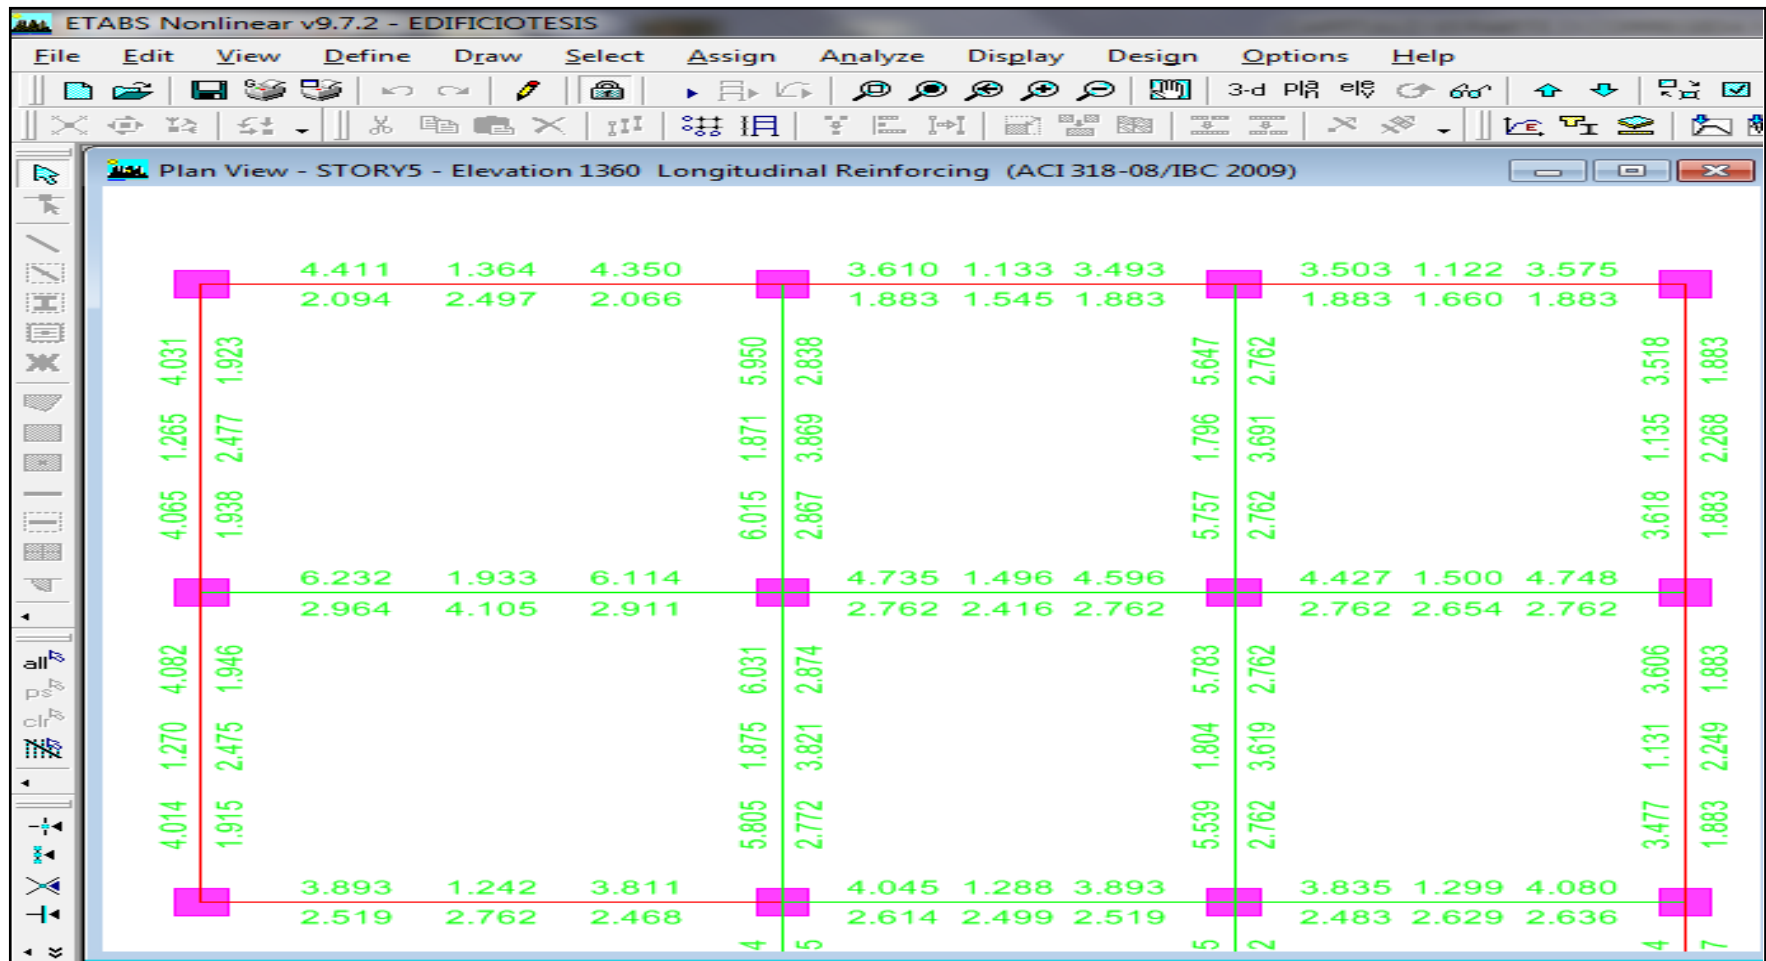 ETABS Nonlinear v9.7.2 - EDIFICIOTESIS
File Edit View Define Draw Select Assign Analyze Display Design Options Help
3-d
Plan View - STORY5 - Elevation 1360 Longitudinal Reinforcing (ACI 318-08/IBC 2009)
4.411 1.364 4.350 3.610 1.133 3.493 3.503 1.122 3.575
2.094 2.497 2.066 1.883 1.545 1.883 1.883 1.660 1.883
4.031 1.923 5.950 2.838 5.647 2.762 3.518 1.883
1.265 2.477 1.871 3.869 1.796 3.691 1.135 2.268
4.065 1.938 6.015 2.867 5.757 2.762 3.618 1.883
6.232 1.933 6.114 4.735 1.496 4.596 4.427 1.500 4.748
2.964 4.105 2.911 2.762 2.416 2.762 2.762 2.654 2.762
all
ps
clr
4.082 1.946 6.031 2.874 5.783 2.762 3.606 1.883
1.270 2.475 1.875 3.821 1.804 3.619 1.131 2.249
4.014 1.915 5.805 2.772 5.539 2.762 3.477 1.883
3.893 1.242 3.811 4.045 1.288 3.893 3.835 1.299 4.080
2.519 2.762 2.468 2.614 2.499 2.519 2.483 2.629 2.636
4 5 5 2 4 7